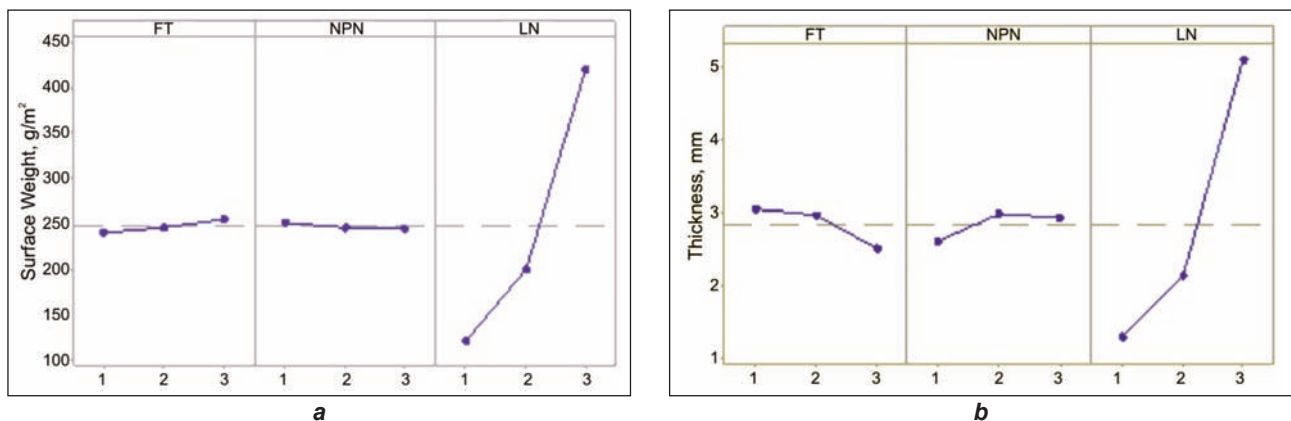 FT NPN LN
450
400
350
300
250
200
150
100
Surface Weight, g/m²
1 2 3 1 2 3 1 2 3
a
FT NPN LN
5
4
3
2
1
Thickness, mm
1 2 3 1 2 3 1 2 3
b